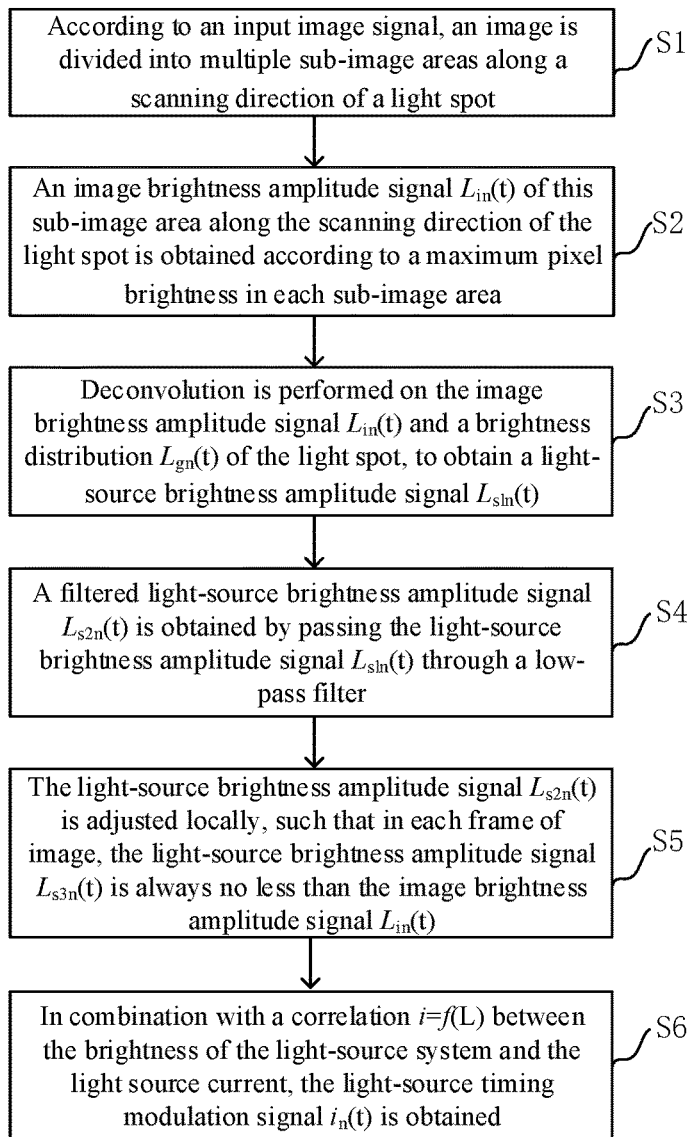 According to an input image signal, an image is
divided into multiple sub-image areas along a
scanning direction of a light spot
S1
An image brightness amplitude signal Lin(t) of this
sub-image area along the scanning direction of the
light spot is obtained according to a maximum pixel
brightness in each sub-image area
S2
Deconvolution is performed on the image
brightness amplitude signal Lin(t) and a brightness
distribution Lgn(t) of the light spot, to obtain a light-
source brightness amplitude signal Lsln(t)
S3
A filtered light-source brightness amplitude signal
Ls2n(t) is obtained by passing the light-source
brightness amplitude signal Lsln(t) through a low-
pass filter
S4
The light-source brightness amplitude signal Ls2n(t)
is adjusted locally, such that in each frame of
image, the light-source brightness amplitude signal
Ls3n(t) is always no less than the image brightness
amplitude signal Lin(t)
S5
In combination with a correlation i=f(L) between
the brightness of the light-source system and the
light source current, the light-source timing
modulation signal in(t) is obtained
S6